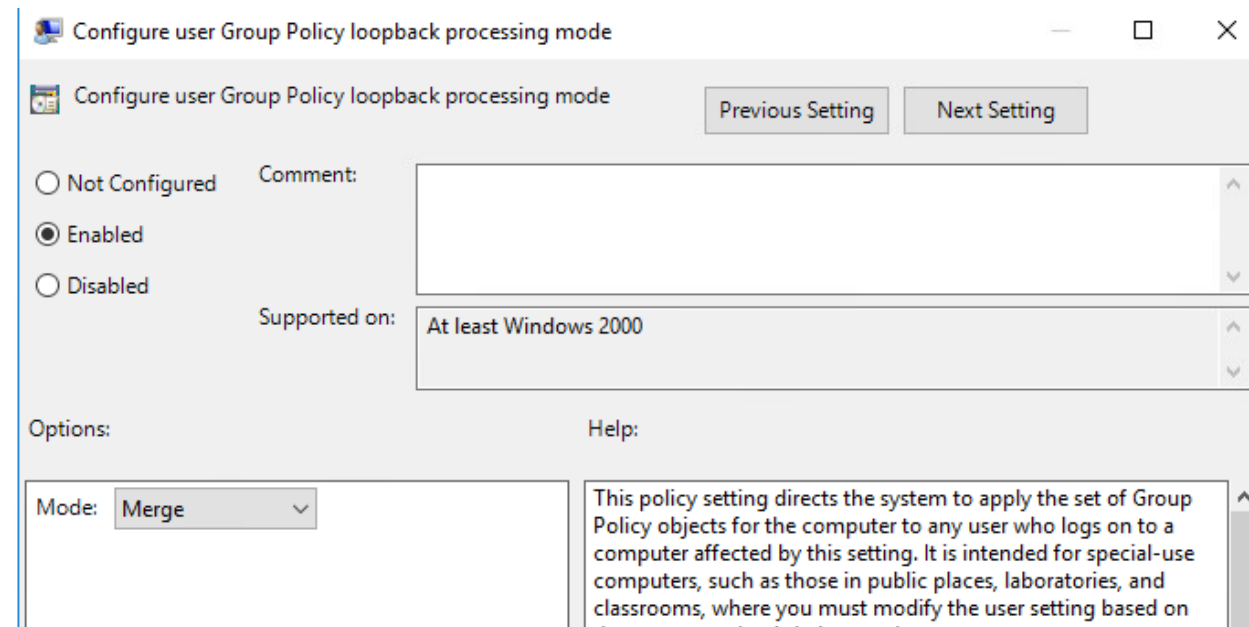 Configure user Group Policy loopback processing mode
Configure user Group Policy loopback processing mode
Previous Setting
Next Setting
Not Configured
Comment:
Enabled
Disabled
Supported on:
At least Windows 2000
Options:
Help:
Mode:
Merge
This policy setting directs the system to apply the set of Group
Policy objects for the computer to any user who logs on to a
computer affected by this setting. It is intended for special-use
computers, such as those in public places, laboratories, and
classrooms, where you must modify the user setting based on